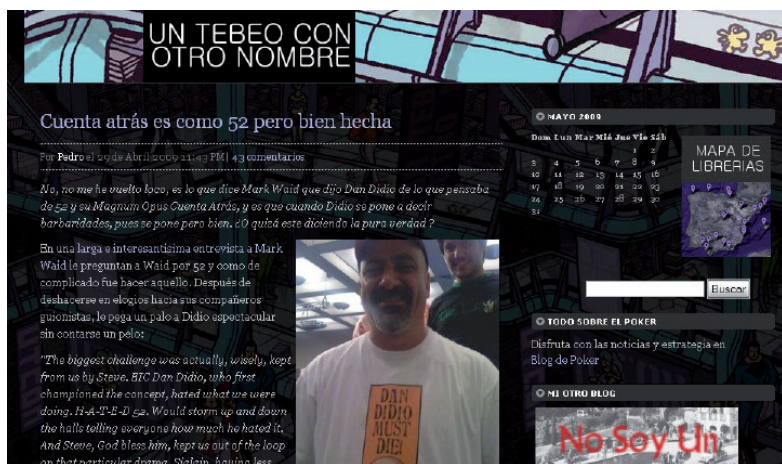 UN TEBEO CON
OTRO NOMBRE
Cuenta atrás es como 52 pero bien hecha
Por Pedro el 29 de Abril 2009 21:43 PM | 43 comentarios
No, no me he vuelto loco, es lo que dice Mark Waid que dijo Dan Didio de lo que pensaba
de 52 y su Magnum Opus Cuenta Atrás, y es que cuando Didio se pone a decir
barbaridades, pues se pone pero bien. ¿O quizá este diciendo la pura verdad ?
En una larga e interesantísima entrevista a Mark
Waid le preguntan a Waid por 52 y como de
complicado fue hacer aquello. Después de
deshacerse en elogios hacia sus compañeros
guionistas, le pega un palo a Didio espectacular
sin contarse un pelo:
"The biggest challenge was actually, wisely, kept
from us by Steve. EIC Dan Didio, who first
championed the concept, hated what we were
doing. H-A-T-E-D 52. Would storm up and down
the halls telling everyone how much he hated it.
And Steve, God bless him, kept us out of the loop
on that particular drama. having less
DAN
DIDIO
MUST
DIE!
MAYO 2009
Dom Lun Mar Mié Jue Vie Sáb
1 2
3 4 5 6 7 8 9
10 11 12 13 14 15 16
17 18 19 20 21 22 23
24 25 26 27 28 29 30
31
MAPA DE
LIBRERIAS
Buscar
TODO SOBRE EL POKER
Disfruta con las noticias y estrategia en
Blog de Poker
MI OTRO BLOG
No Soy Un